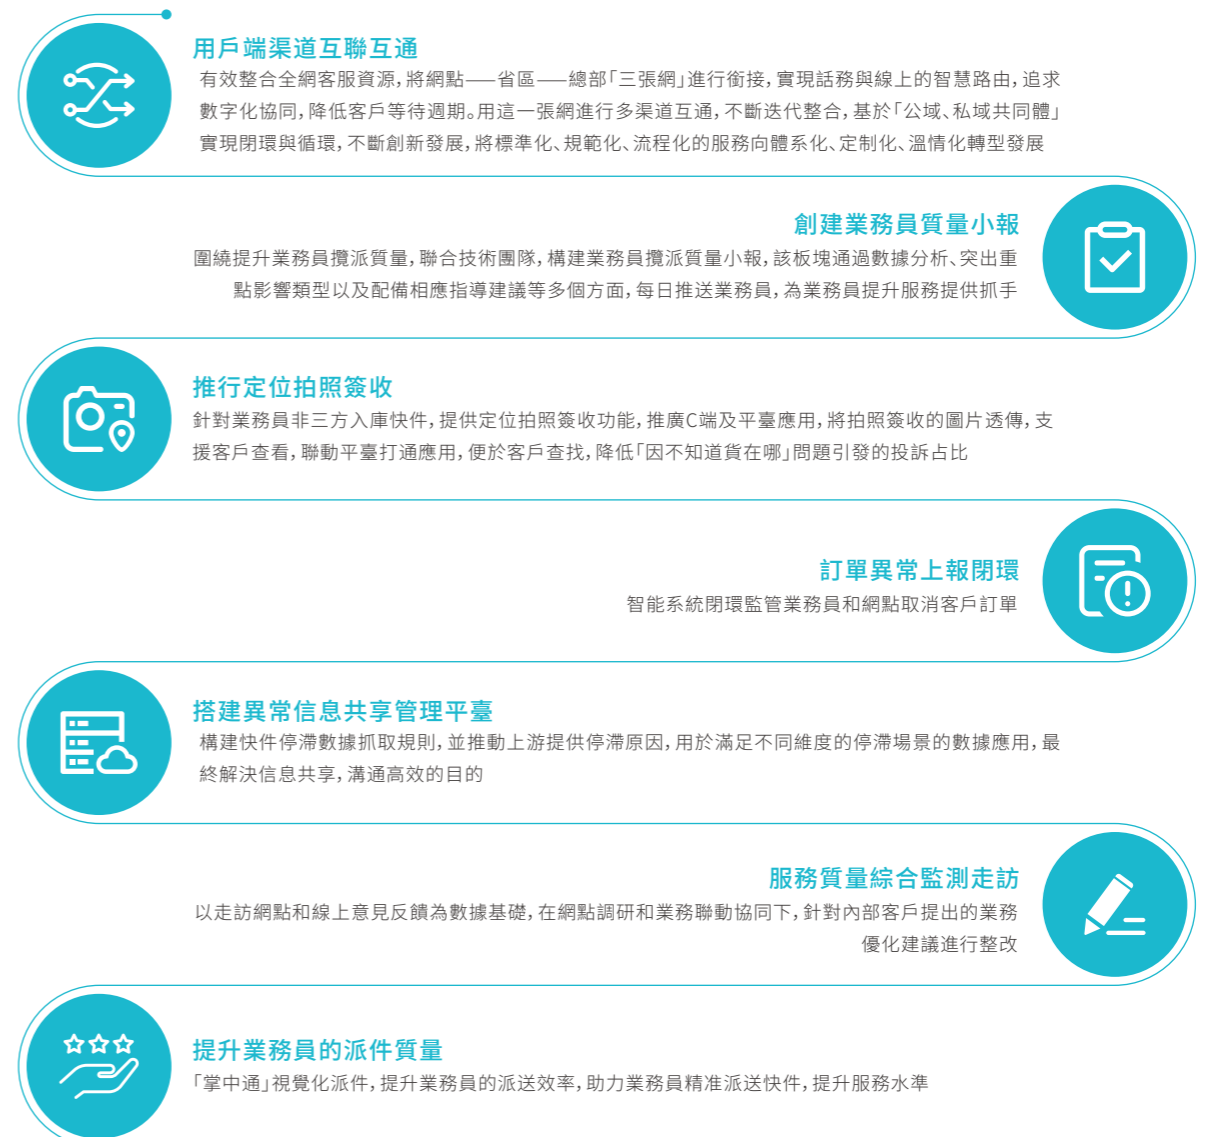 用戶端渠道互聯互通
有效整合全網客服資源，將網點——省區——總部「三張網」進行銜接，實現話務與線上的智慧路由，追求
數字化協同，降低客戶等待週期。用這一張網進行多渠道互通，不斷迭代整合，基於「公域、私域共同體」
實現閉環與循環，不斷創新發展，將標準化、規範化、流程化的服務向體系化、定制化、溫情化轉型發展
創建業務員質量小報
圍繞提升業務員攬派質量，聯合技術團隊，構建業務員攬派質量小報，該板塊通過數據分析、突出重
點影響類型以及配備相應指導建議等多個方面，每日推送業務員，為業務員提升服務提供抓手
推行定位拍照簽收
針對業務員非三方入庫快件，提供定位拍照簽收功能，推廣C端及平臺應用，將拍照簽收的圖片透傳，支
援客戶查看，聯動平臺打通應用，便於客戶查找，降低「因不知道貨在哪」問題引發的投訴占比
訂單異常上報閉環
智能系統閉環監管業務員和網點取消客戶訂單
搭建異常信息共享管理平臺
構建快件停滯數據抓取規則，並推動上游提供停滯原因，用於滿足不同維度的停滯場景的數據應用，最
終解決信息共享，溝通高效的目的
服務質量綜合監測走訪
以走訪網點和線上意見反饋為數據基礎，在網點調研和業務聯動協同下，針對內部客戶提出的業務
優化建議進行整改
提升業務員的派件質量
「掌中通」視覺化派件，提升業務員的派送效率，助力業務員精准派送快件，提升服務水準